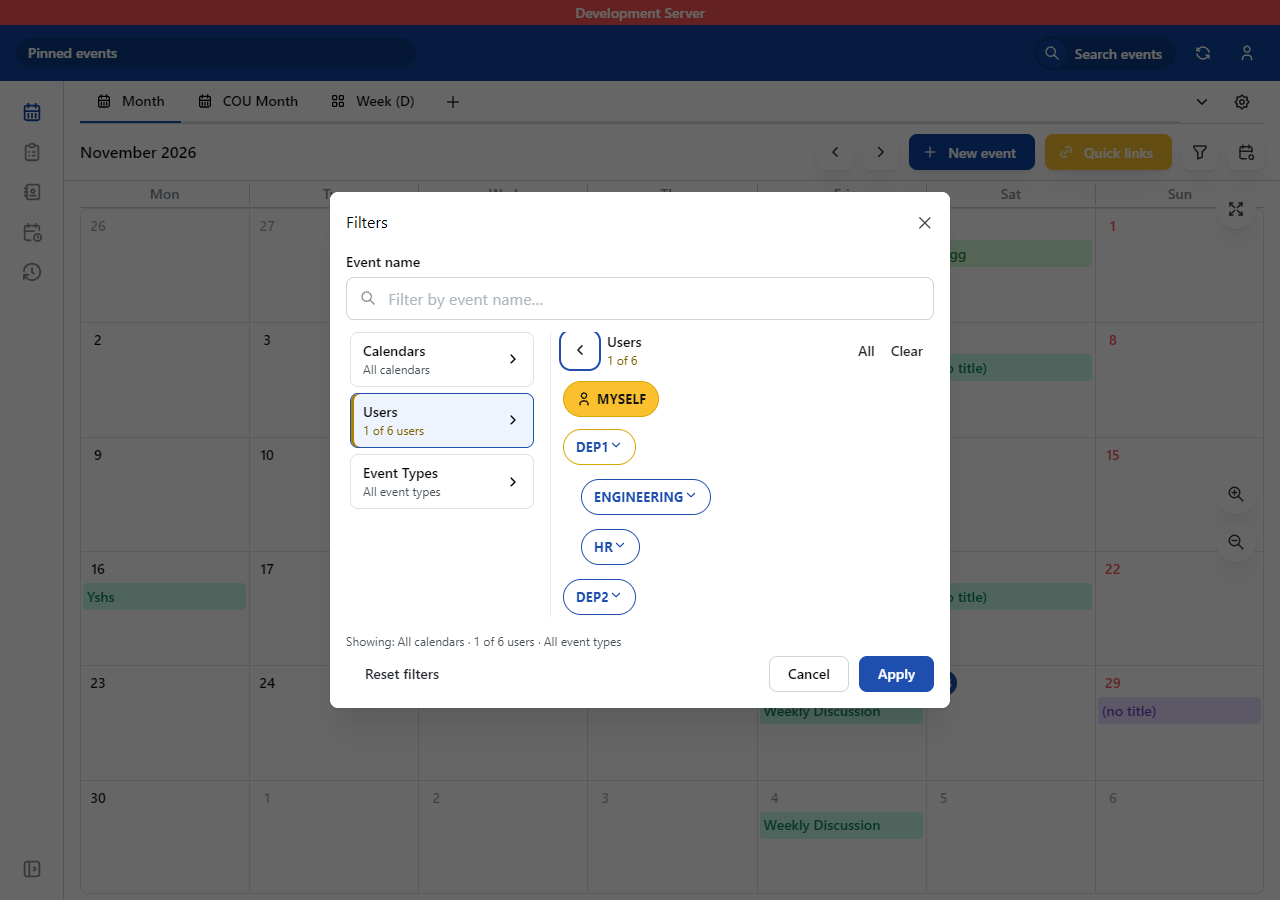 Development Server
Pinned events
Search events
Month
COU Month
Week (D)
November 2026
New event
Quick links
Mon
Sat
Sun
26
27
1
2
3
8
9
10
15
16
17
22
Yshs
23
24
29
Weekly Discussion
(no title)
30
1
2
3
4
5
6
Weekly Discussion
Filters
Event name
Filter by event name...
Calendars
All calendars
Users
1 of 6 users
Event Types
All event types
Users
1 of 6
All
Clear
MYSELF
DEP1
ENGINEERING
HR
DEP2
Showing: All calendars · 1 of 6 users · All event types
Reset filters
Cancel
Apply